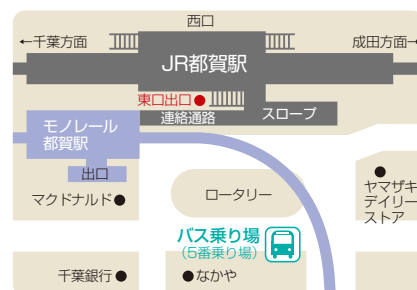 西口
←千葉方面
成田方面→
JR都賀駅
東口出口
連絡通路
スロープ
モノレール
都賀駅
出口
マクドナルド
ロータリー
ヤマザキ
デイリー
ストア
バス乗り場
(5番乗り場)
千葉銀行
なかや